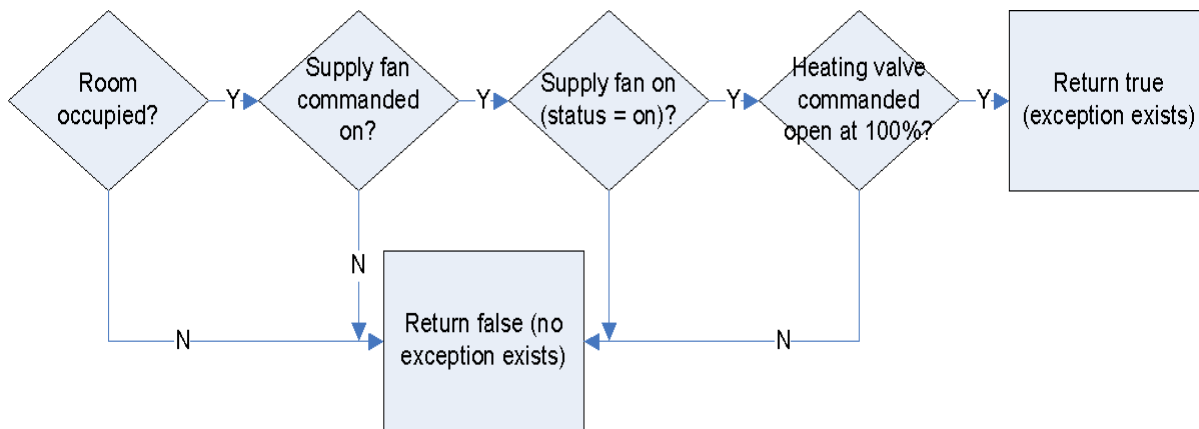 Room
occupied?
Y
Supply fan
commanded
on?
Y
Supply fan on
(status = on)?
Y
Heating valve
commanded
open at 100%?
Y
Return true
(exception exists)
N
N
Return false (no
exception exists)
N